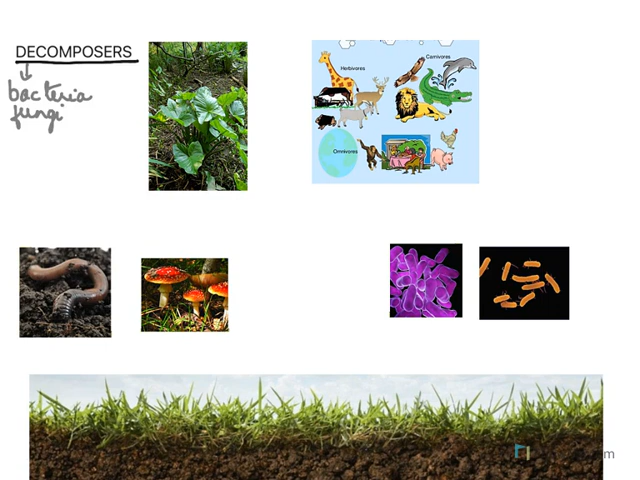 DECOMPOSERS
bacteria
fungi
Herbivores
Carnivores
Omnivores